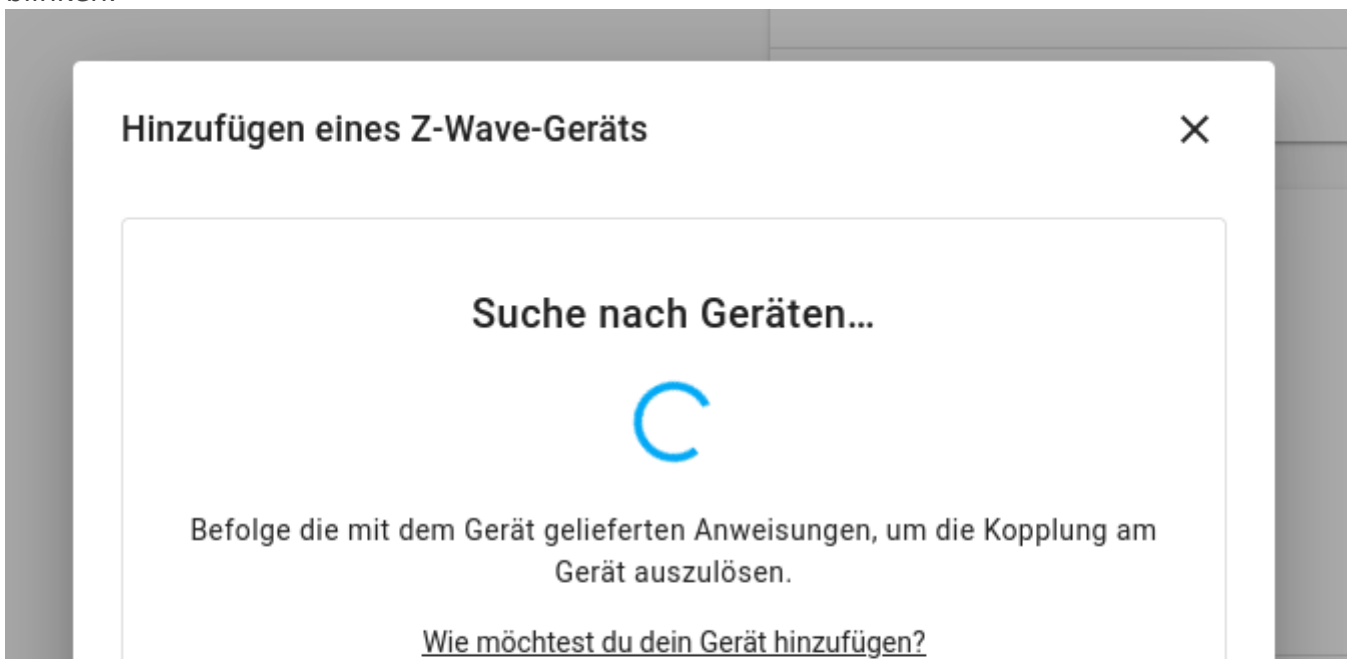 Hinzufügen eines Z-Wave-Geräts
Suche nach Geräten…
Befolge die mit dem Gerät gelieferten Anweisungen, um die Kopplung am
Gerät auszulösen.
Wie möchtest du dein Gerät hinzufügen?